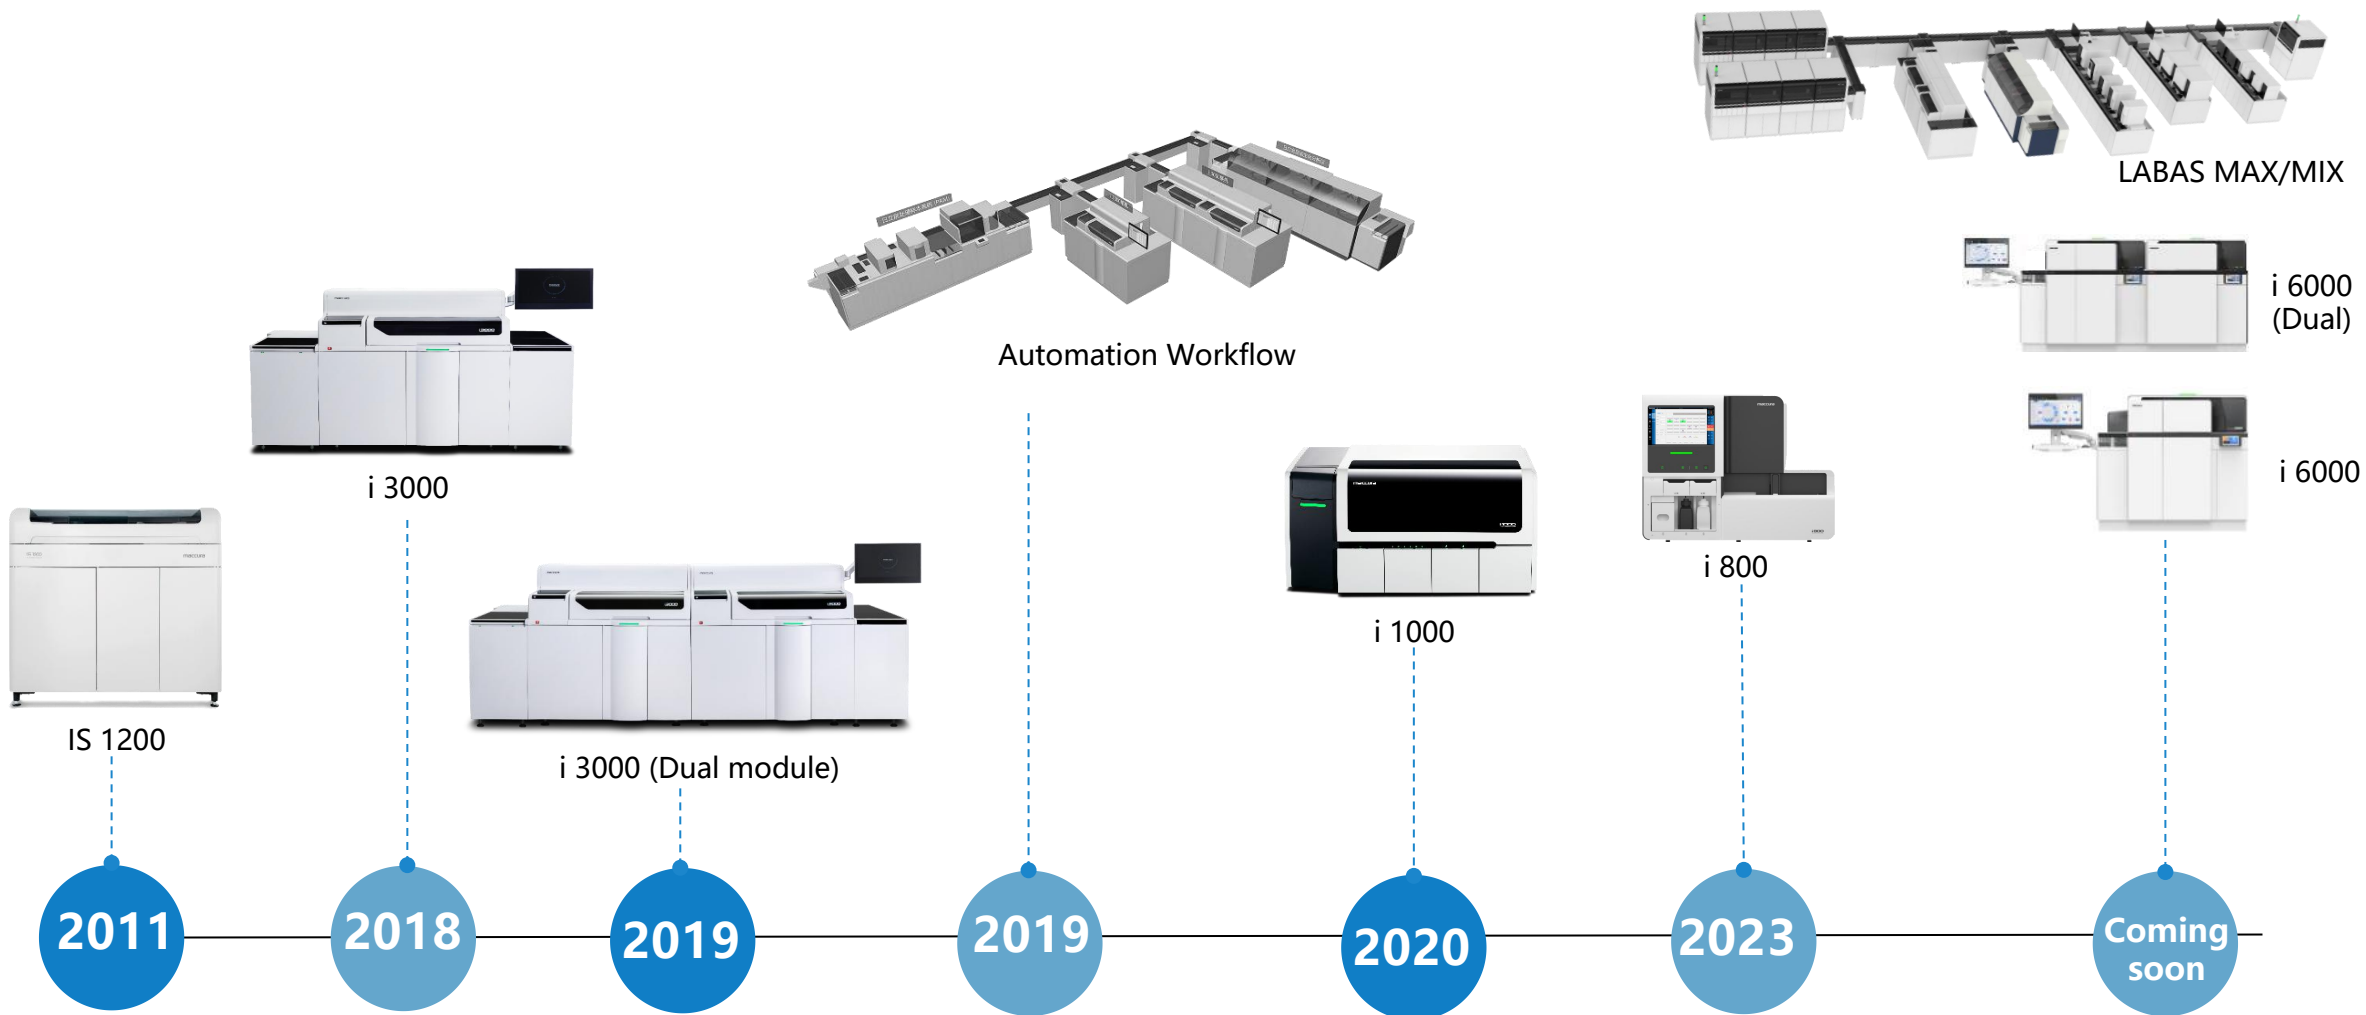 LABAS MAX/MIX
i 6000
(Dual)
Automation Workflow
i 6000
i 3000
i 800
i 1000
maccura
IS 1200
i 3000 (Dual module)
2011
2018
2019
2019
2020
2023
Coming
soon